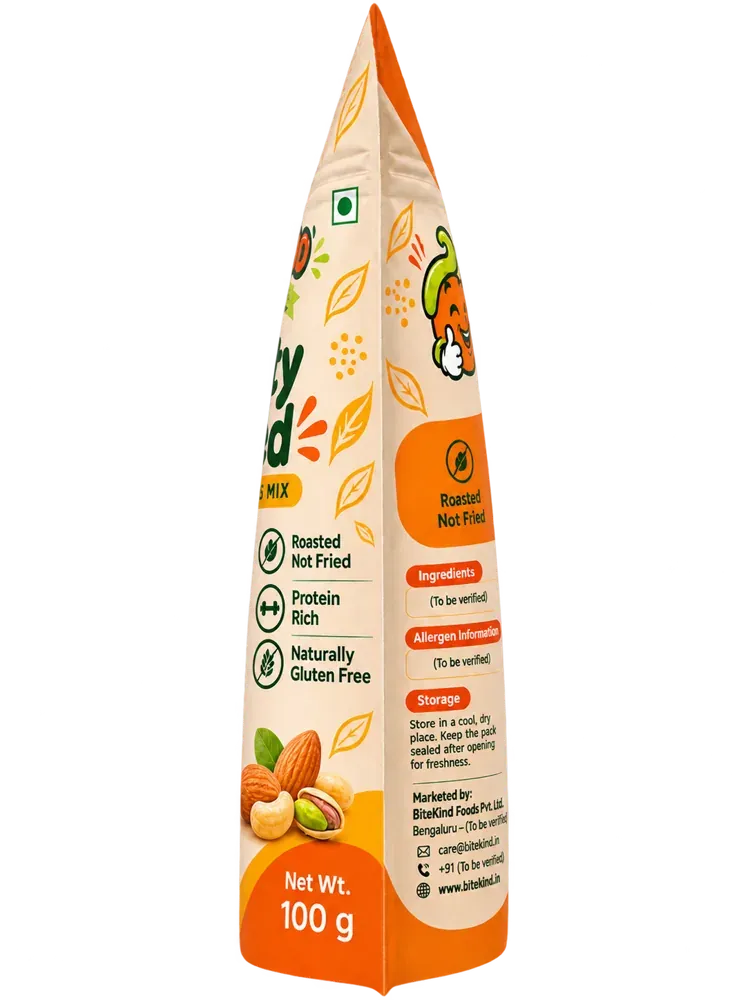 ty
d
MIX
Roasted
Not Fried
Protein
Rich
Naturally
Gluten Free
Net Wt.
100 g
Roasted
Not Fried
Ingredients
(To be verified)
Allergen Information
(To be verified)
Storage
Store in a cool, dry
place. Keep the pack
sealed after opening
for freshness.
Marketed by:
BiteKind Foods Pvt. Ltd.
Bengaluru – (To be verified
care@bitekind.in
+91 (To be verified)
www.bitekind.in